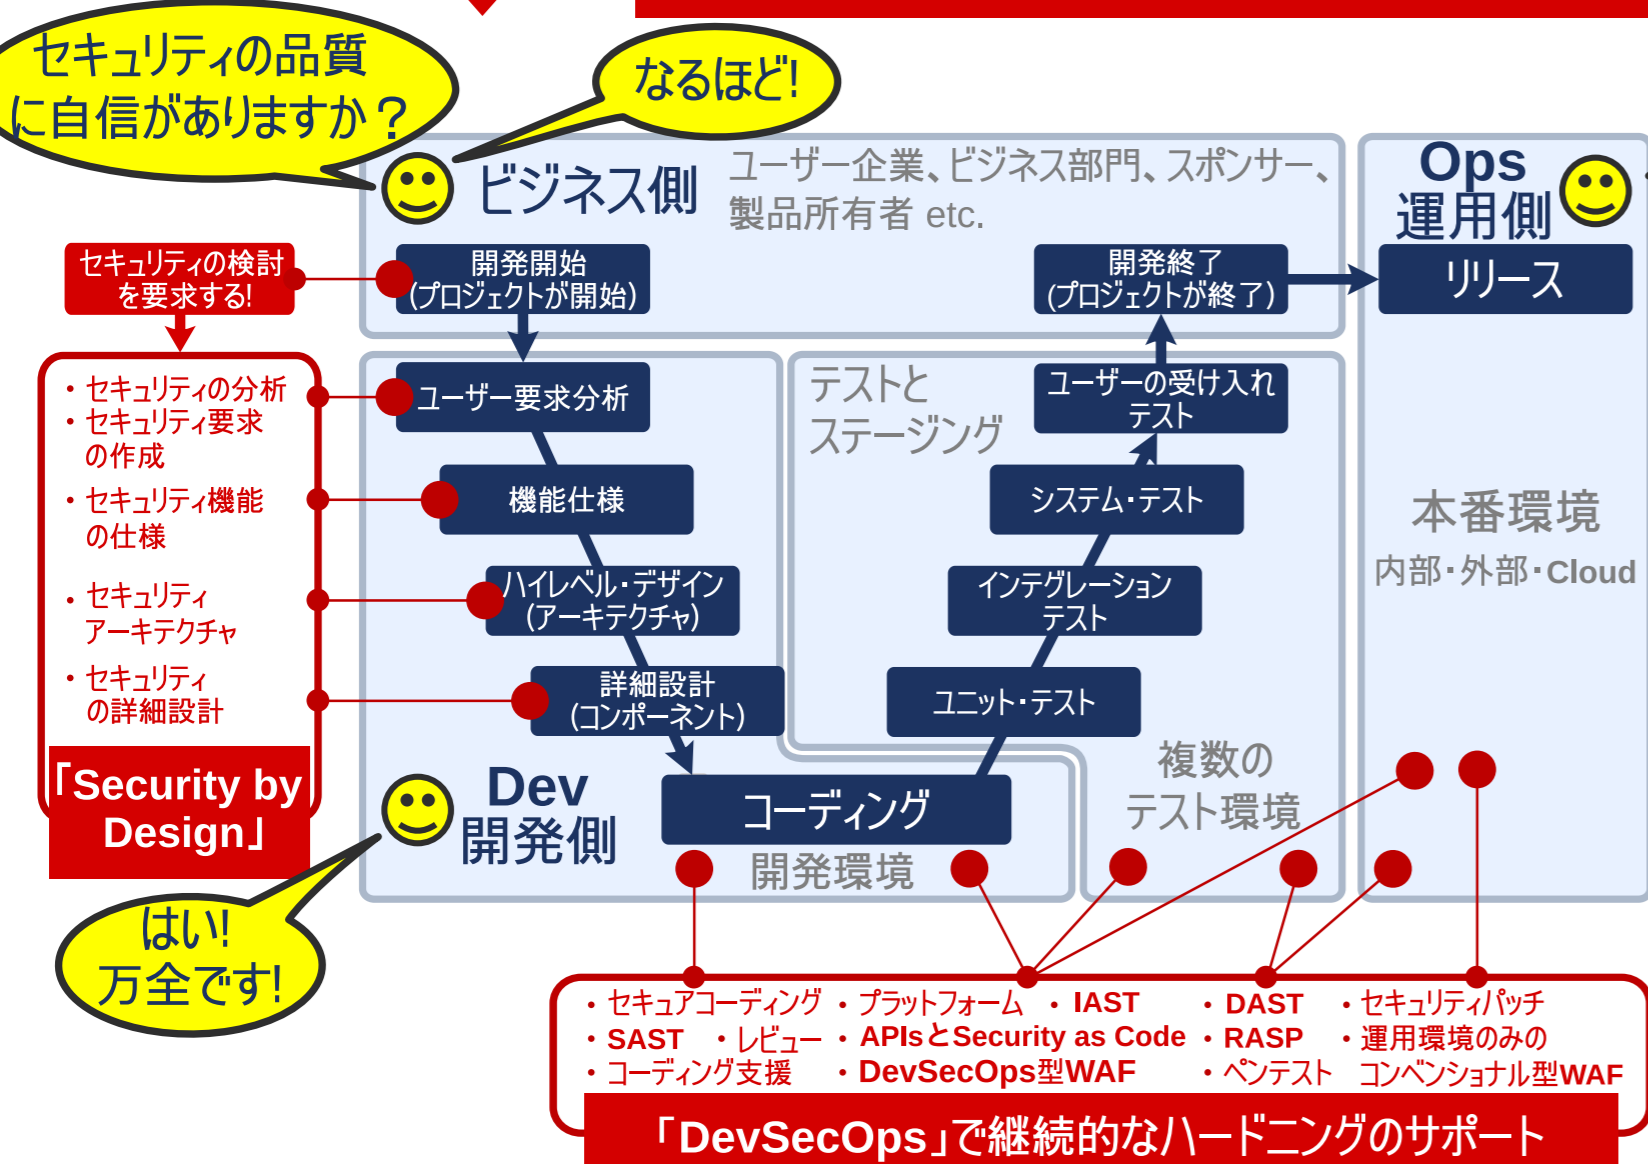 セキュリティの品質
に自信がありますか？
なるほど!
ビジネス側
ユーザー企業、ビジネス部門、スポンサー、
製品所有者 etc.
Ops
運用側
セキュリティの検討
を要求する!
開発開始
(プロジェクトが開始)
開発終了
(プロジェクトが終了)
リリース
・セキュリティの分析
・セキュリティ要求
の作成
・セキュリティ機能
の仕様
・セキュリティ
アーキテクチャ
・セキュリティ
の詳細設計
「Security by
Design」
ユーザー要求分析
機能仕様
ハイレベル・デザイン
(アーキテクチャ)
詳細設計
(コンポーネント)
Dev
開発側
コーディング
開発環境
テストと
ステージング
ユーザーの受け入れ
テスト
システム・テスト
インテグレーション
テスト
ユニット・テスト
複数の
テスト環境
本番環境
内部・外部・Cloud
はい!
万全です!
・セキュアコーディング
・SAST ・レビュー
・コーディング支援
・プラットフォーム ・IAST
・APIsとSecurity as Code
・DevSecOps型WAF
・DAST
・RASP
・ペンテスト
・セキュリティパッチ
・運用環境のみの
コンベンショナル型WAF
「DevSecOps」で継続的なハードニングのサポート